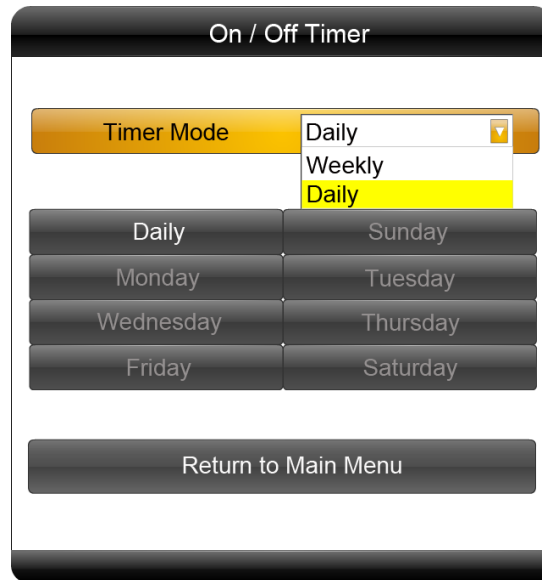 On / Off Timer
Timer Mode Daily
Weekly
Daily
Daily Sunday
Monday Tuesday
Wednesday Thursday
Friday Saturday
Return to Main Menu